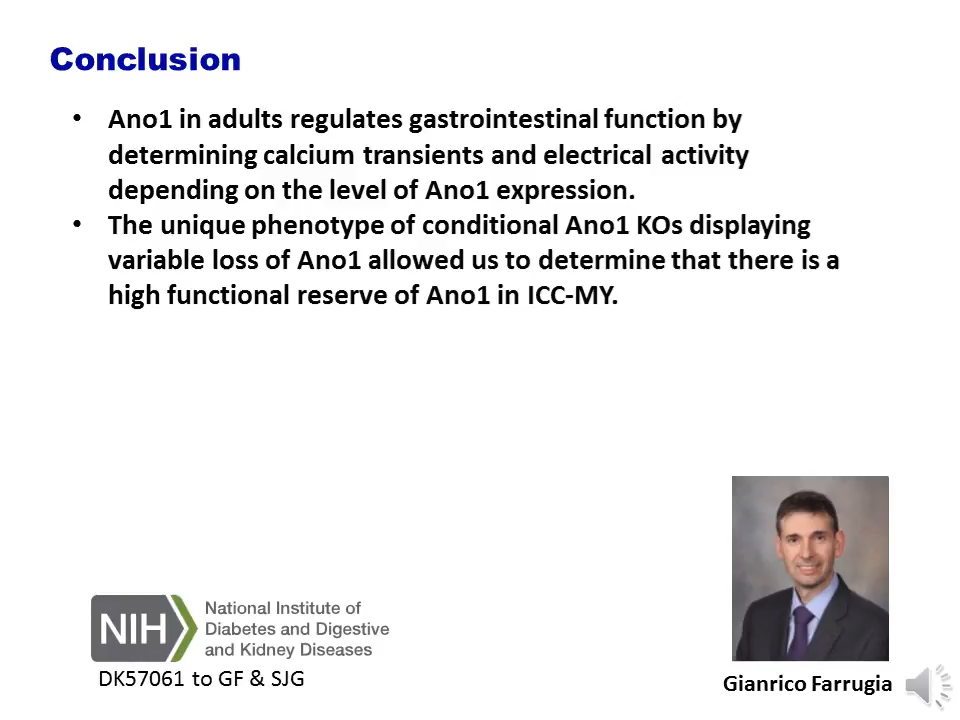 Conclusion
• Ano1 in adults regulates gastrointestinal function by
determining calcium transients and electrical activity
depending on the level of Ano1 expression.
• The unique phenotype of conditional Ano1 KOs displaying
variable loss of Ano1 allowed us to determine that there is a
high functional reserve of Ano1 in ICC-MY.
NIH
National Institute of
Diabetes and Digestive
and Kidney Diseases
DK57061 to GF & SJG
Gianrico Farrugia